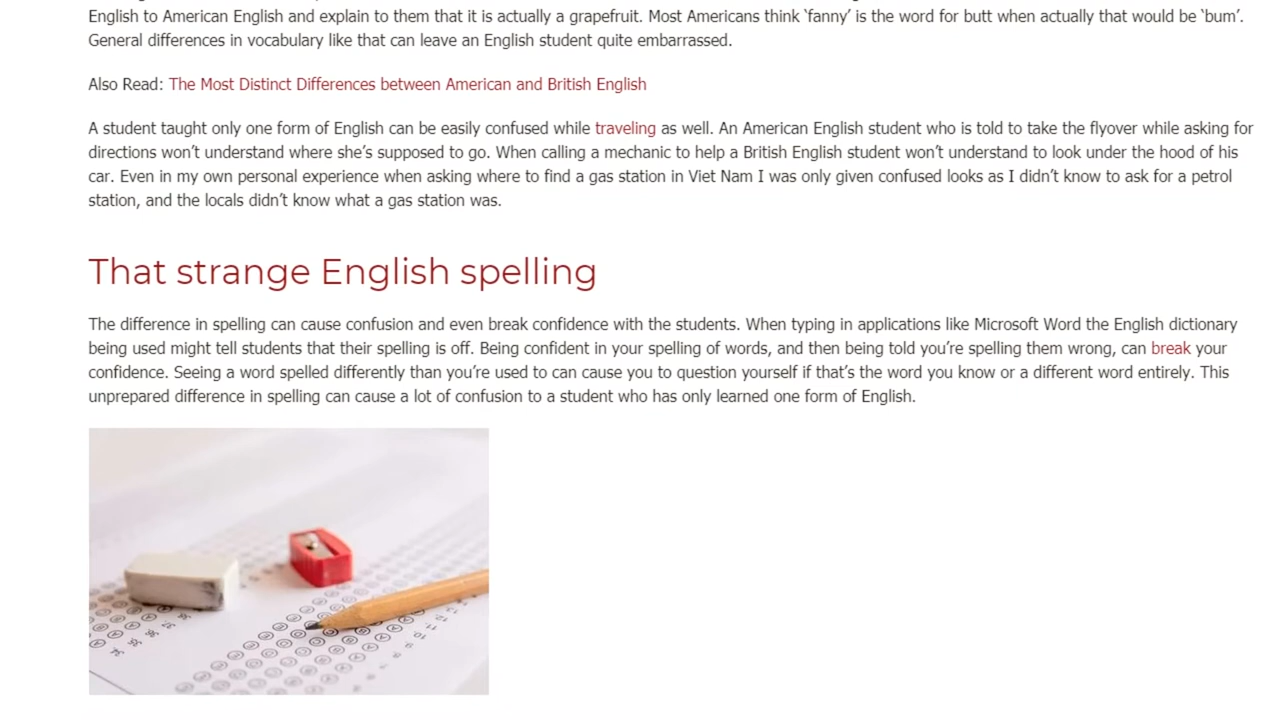 English to American English and explain to them that it is actually a grapefruit. Most Americans think ‘fanny’ is the word for butt when actually that would be ‘bum’.
General differences in vocabulary like that can leave an English student quite embarrassed.
Also Read: The Most Distinct Differences between American and British English
A student taught only one form of English can be easily confused while traveling as well. An American English student who is told to take the flyover while asking for
directions won’t understand where she’s supposed to go. When calling a mechanic to help a British English student won’t understand to look under the hood of his
car. Even in my own personal experience when asking where to find a gas station in Viet Nam I was only given confused looks as I didn’t know to ask for a petrol
station, and the locals didn’t know what a gas station was.
That strange English spelling
The difference in spelling can cause confusion and even break confidence with the students. When typing in applications like Microsoft Word the English dictionary
being used might tell students that their spelling is off. Being confident in your spelling of words, and then being told you’re spelling them wrong, can break your
confidence. Seeing a word spelled differently than you’re used to can cause you to question yourself if that’s the word you know or a different word entirely. This
unprepared difference in spelling can cause a lot of confusion to a student who has only learned one form of English.